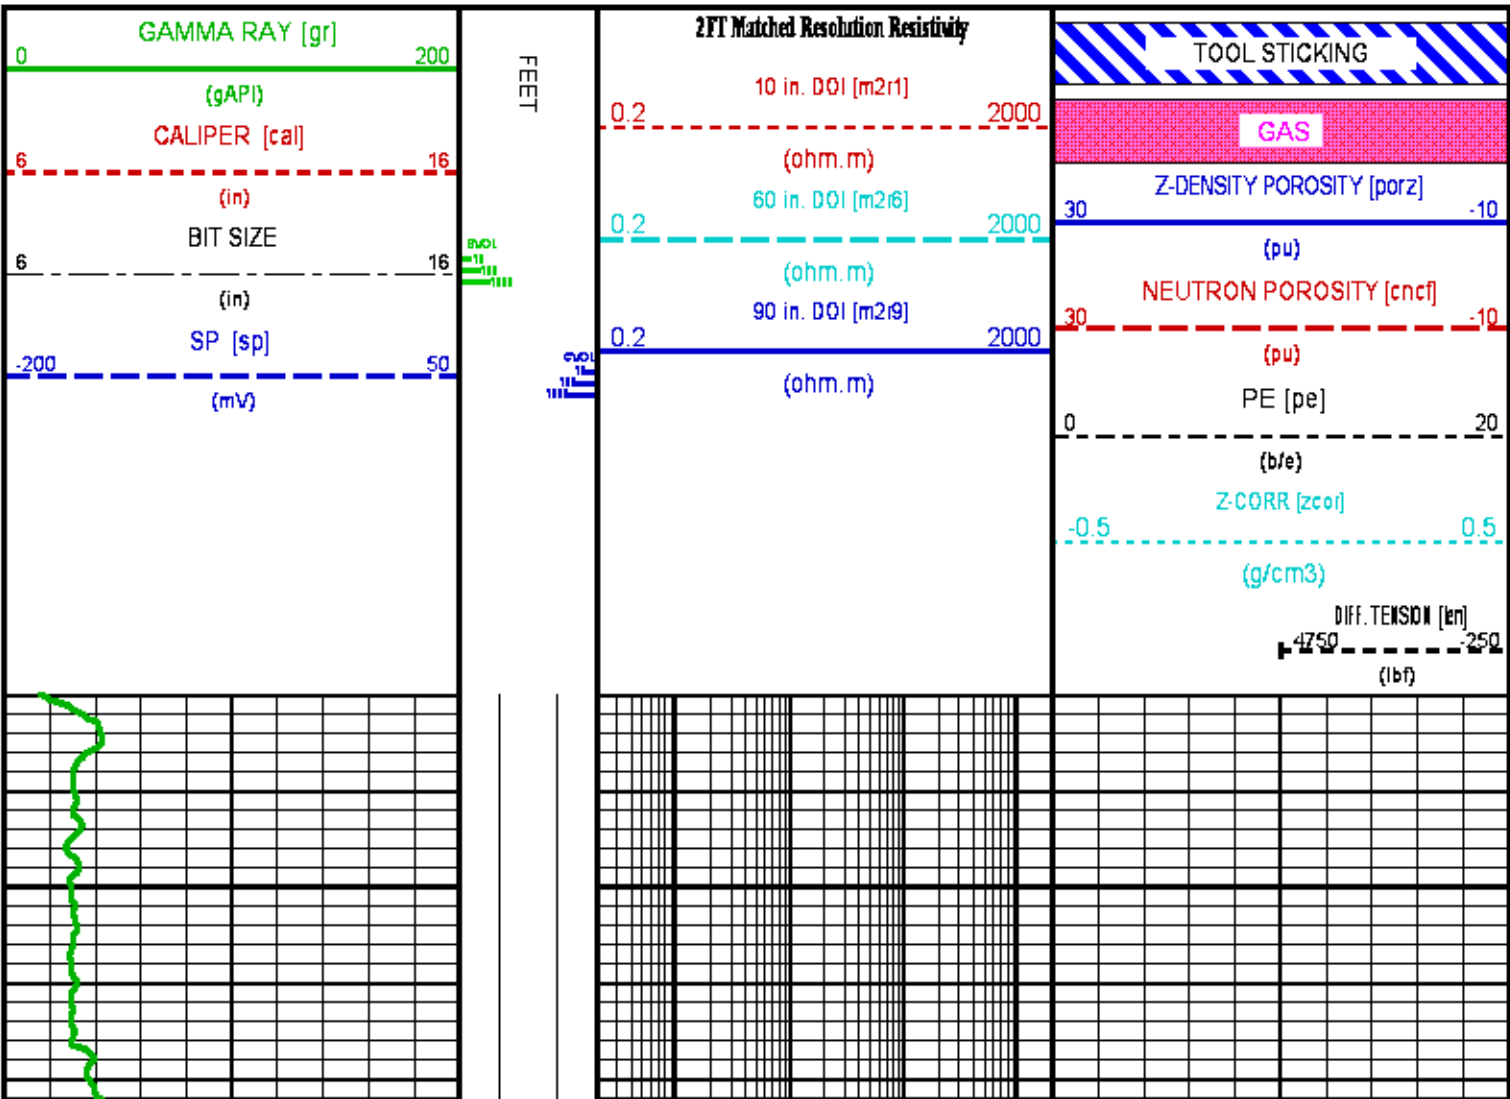 GAMMA RAY [gr]
0 200
(gAPI)
CALIPER [cal]
6 16
(in)
BIT SIZE
6 16
(in)
SP [sp]
-200 50
(mV)
FEET
BVOL
CVOL
2FT Matched Resolution Resistivity
10 in. DOI [m2r1]
0.2 2000
(ohm.m)
60 in. DOI [m2r6]
0.2 2000
(ohm.m)
90 in. DOI [m2r9]
0.2 2000
(ohm.m)
TOOL STICKING
GAS
Z-DENSITY POROSITY [porz]
30 -10
(pu)
NEUTRON POROSITY [cncf]
30 -10
(pu)
PE [pe]
0 20
(b/e)
Z-CORR [zcor]
-0.5 0.5
(g/cm3)
DIFF. TENSION [ten]
4750 -250
(lbf)